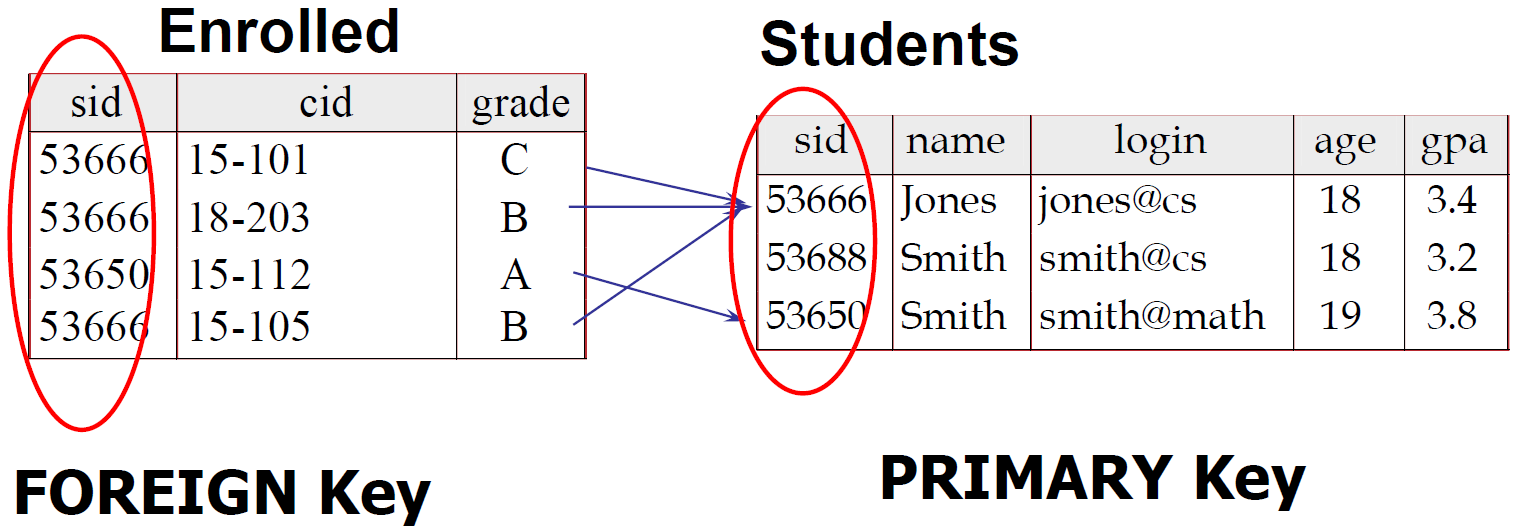 Enrolled
sid cid grade
53666 15-101 C
53666 18-203 B
53650 15-112 A
53666 15-105 B
FOREIGN Key
Students
sid name login age gpa
53666 Jones jones@cs 18 3.4
53688 Smith smith@cs 18 3.2
53650 Smith smith@math 19 3.8
PRIMARY Key